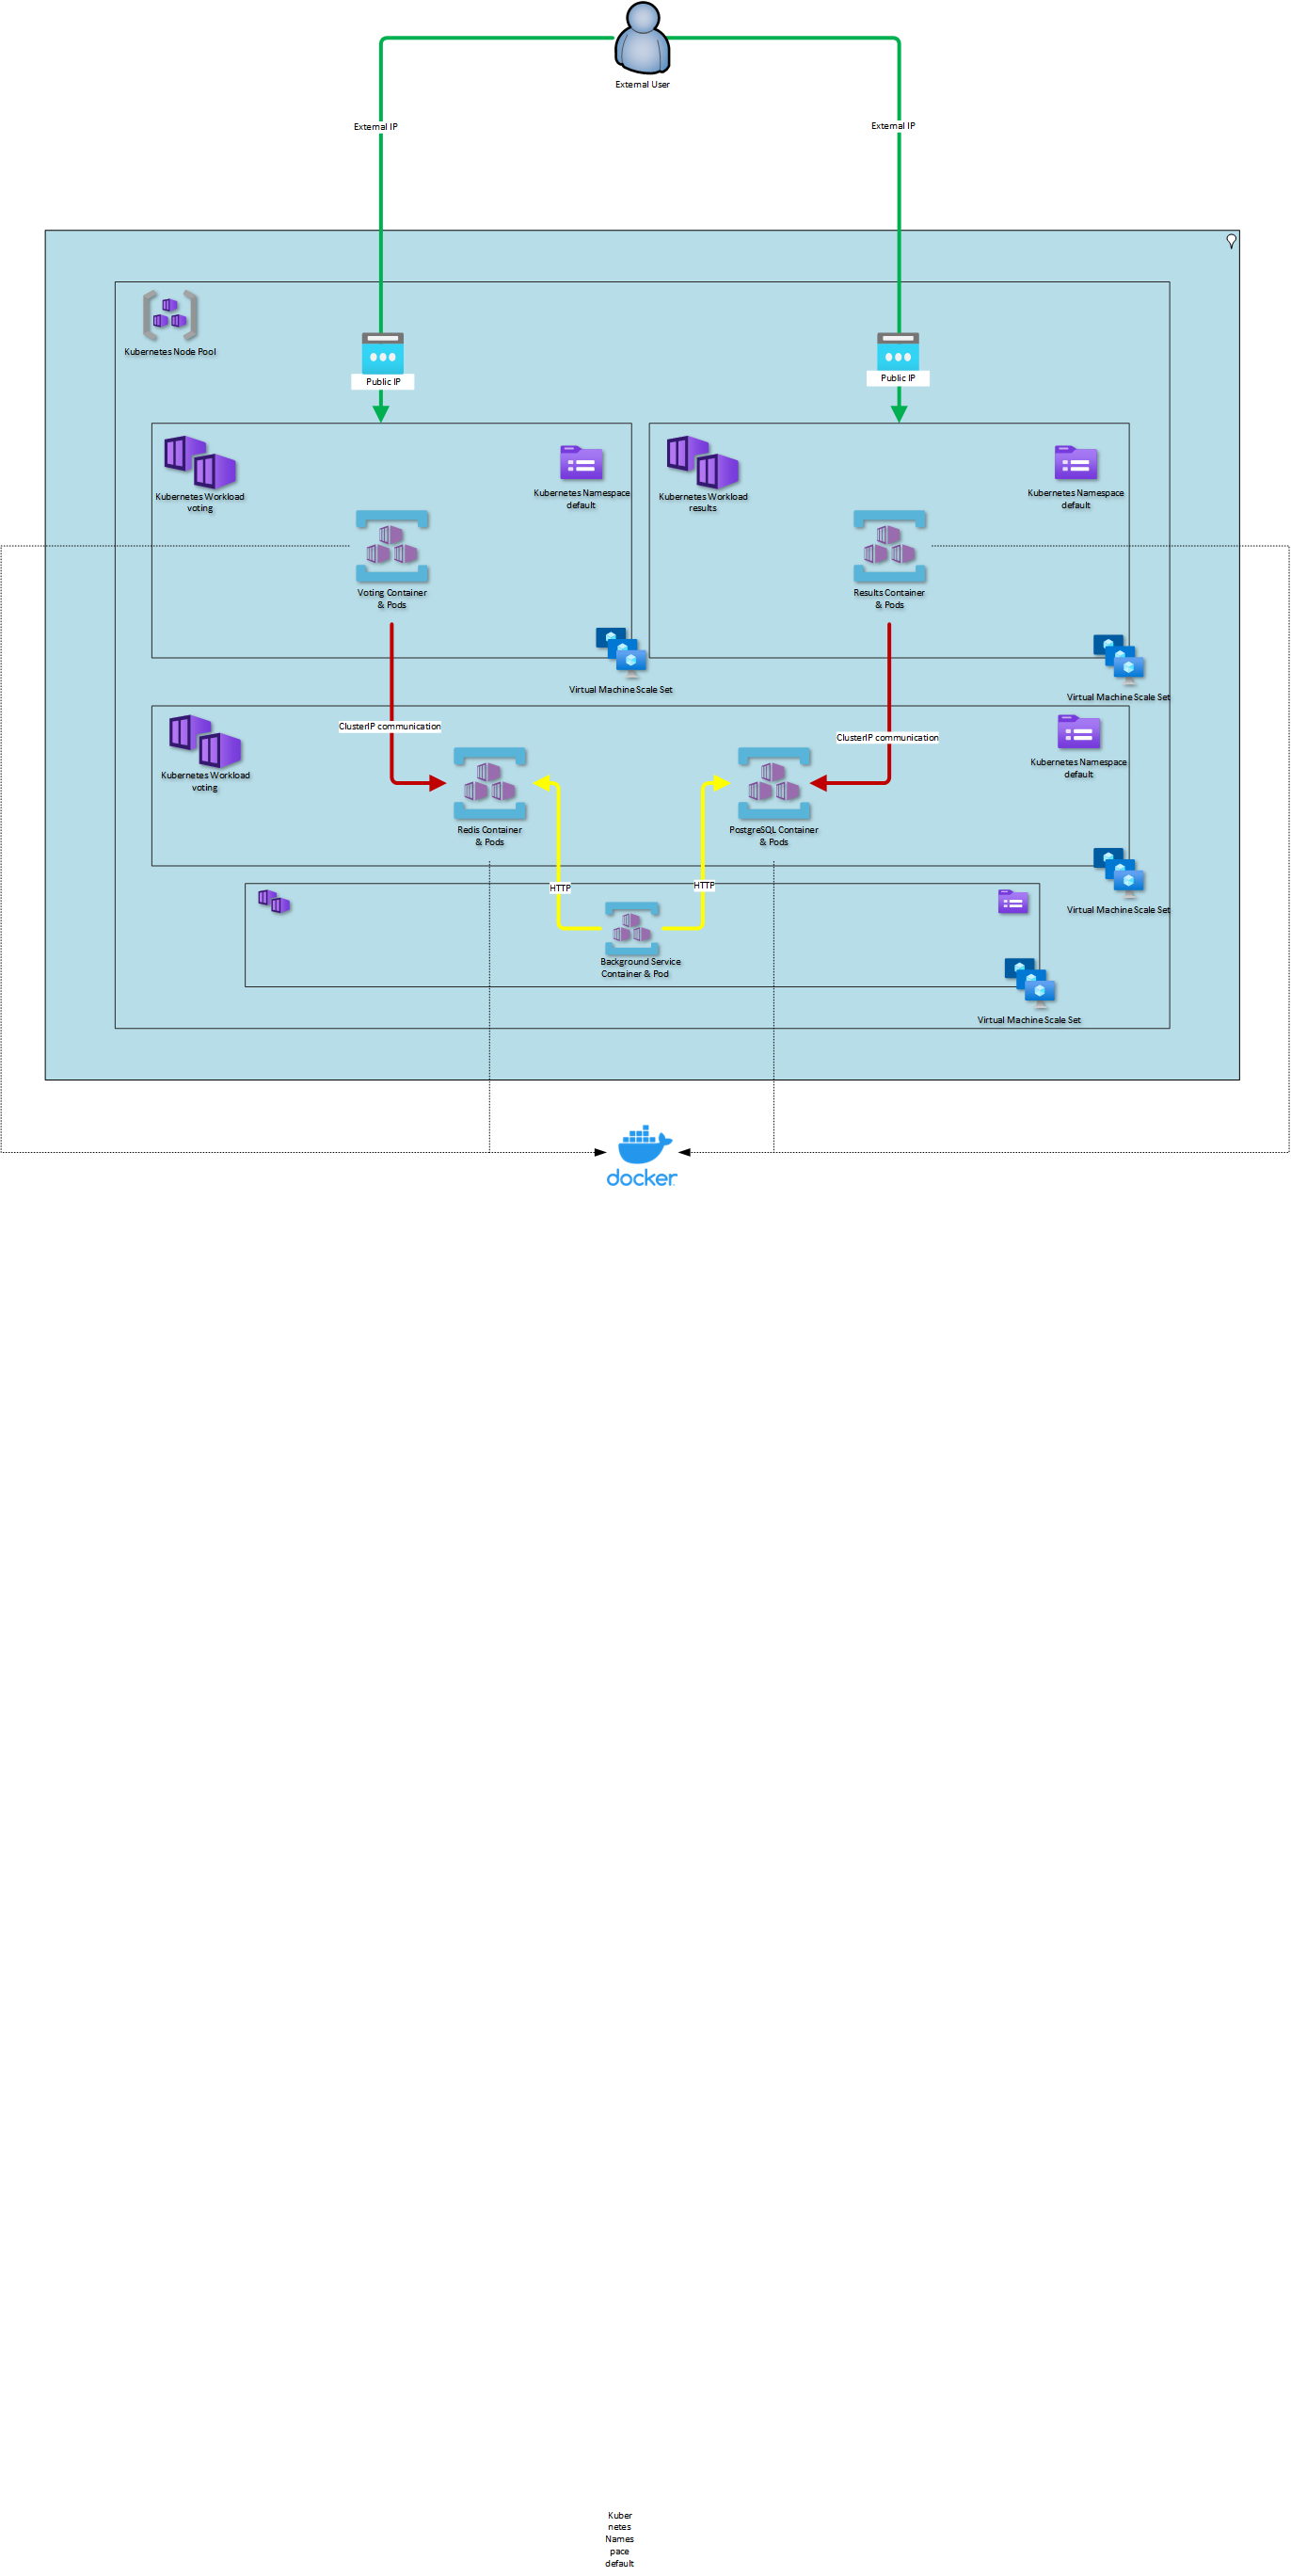 External User
External IP
External IP
Kubernetes Node Pool
Public IP
Public IP
Kubernetes Workload
voting
Kubernetes Namespace
default
Kubernetes Workload
results
Kubernetes Namespace
default
Voting Container
& Pods
Results Container
& Pods
Virtual Machine Scale Set
Virtual Machine Scale Set
ClusterIP communication
ClusterIP communication
Kubernetes Workload
voting
Kubernetes Namespace
default
Redis Container
& Pods
PostgreSQL Container
& Pods
HTTP
HTTP
Virtual Machine Scale Set
Background Service
Container & Pod
Virtual Machine Scale Set
docker
Kuber
netes
Names
pace
default